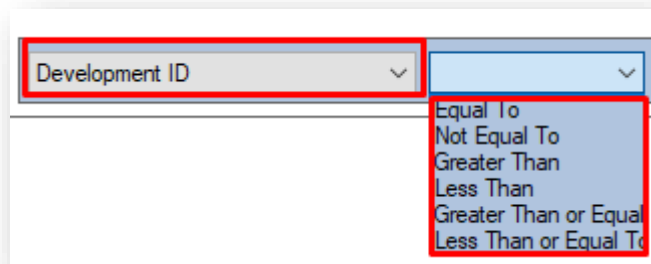 Development ID
Equal To
Not Equal To
Greater Than
Less Than
Greater Than or Equal
Less Than or Equal To